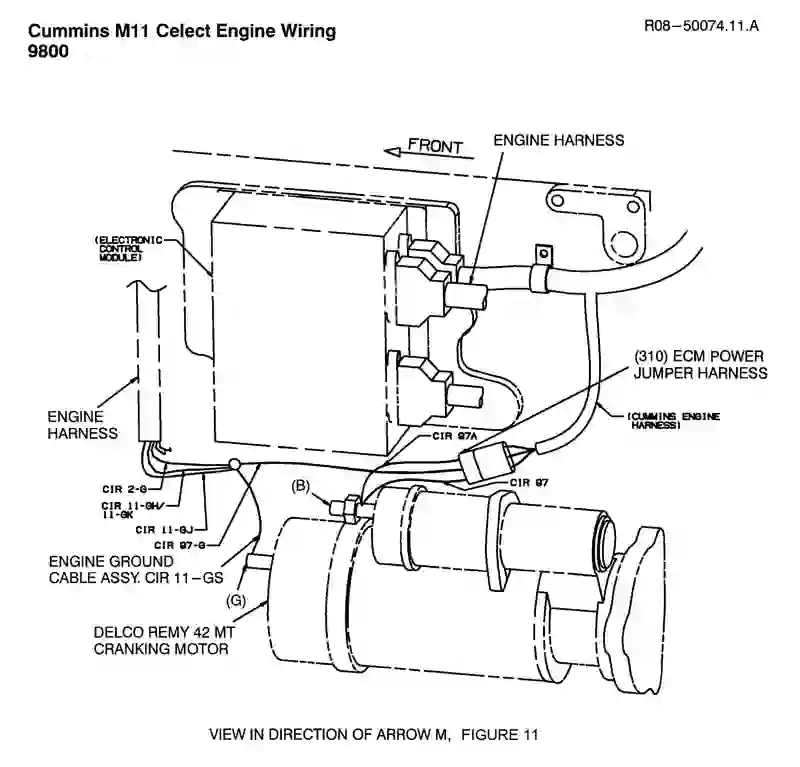 Cummins M11 Celect Engine Wiring
9800
R08-50074.11.A
FRONT
ENGINE HARNESS
(ELECTRONIC
CONTROL
MODULE)
(310) ECM POWER
JUMPER HARNESS
ENGINE
HARNESS
(CUMMINS ENGINE
HARNESS)
CIR 97A
CIR 97
(B)
CIR 2-G
CIR 11-GH/
11-GK
CIR 11-GJ
CIR 97-G
ENGINE GROUND
CABLE ASSY. CIR 11-GS
(G)
DELCO REMY 42 MT
CRANKING MOTOR
VIEW IN DIRECTION OF ARROW M, FIGURE 11